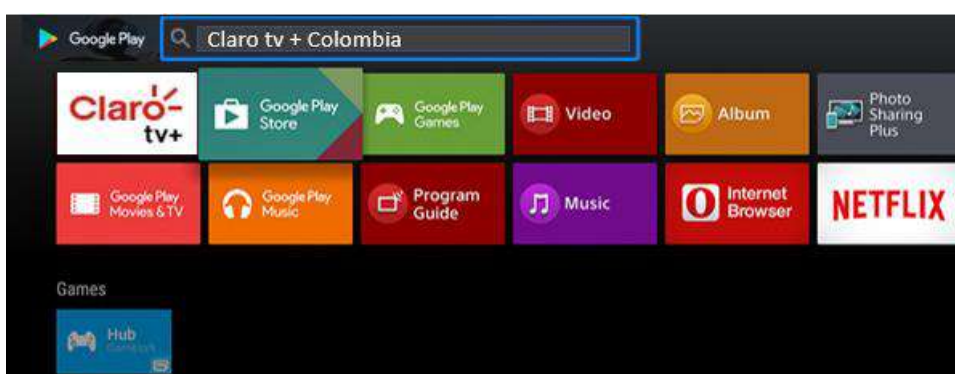 Google Play
Claro tv + Colombia
Claro-
tv+
Google Play
Store
Google Play
Games
Video
Album
Photo
Sharing
Plus
Google Play
Movies & TV
Google Play
Music
Program
Guide
Music
Internet
Browser
NETFLIX
Games
Hub